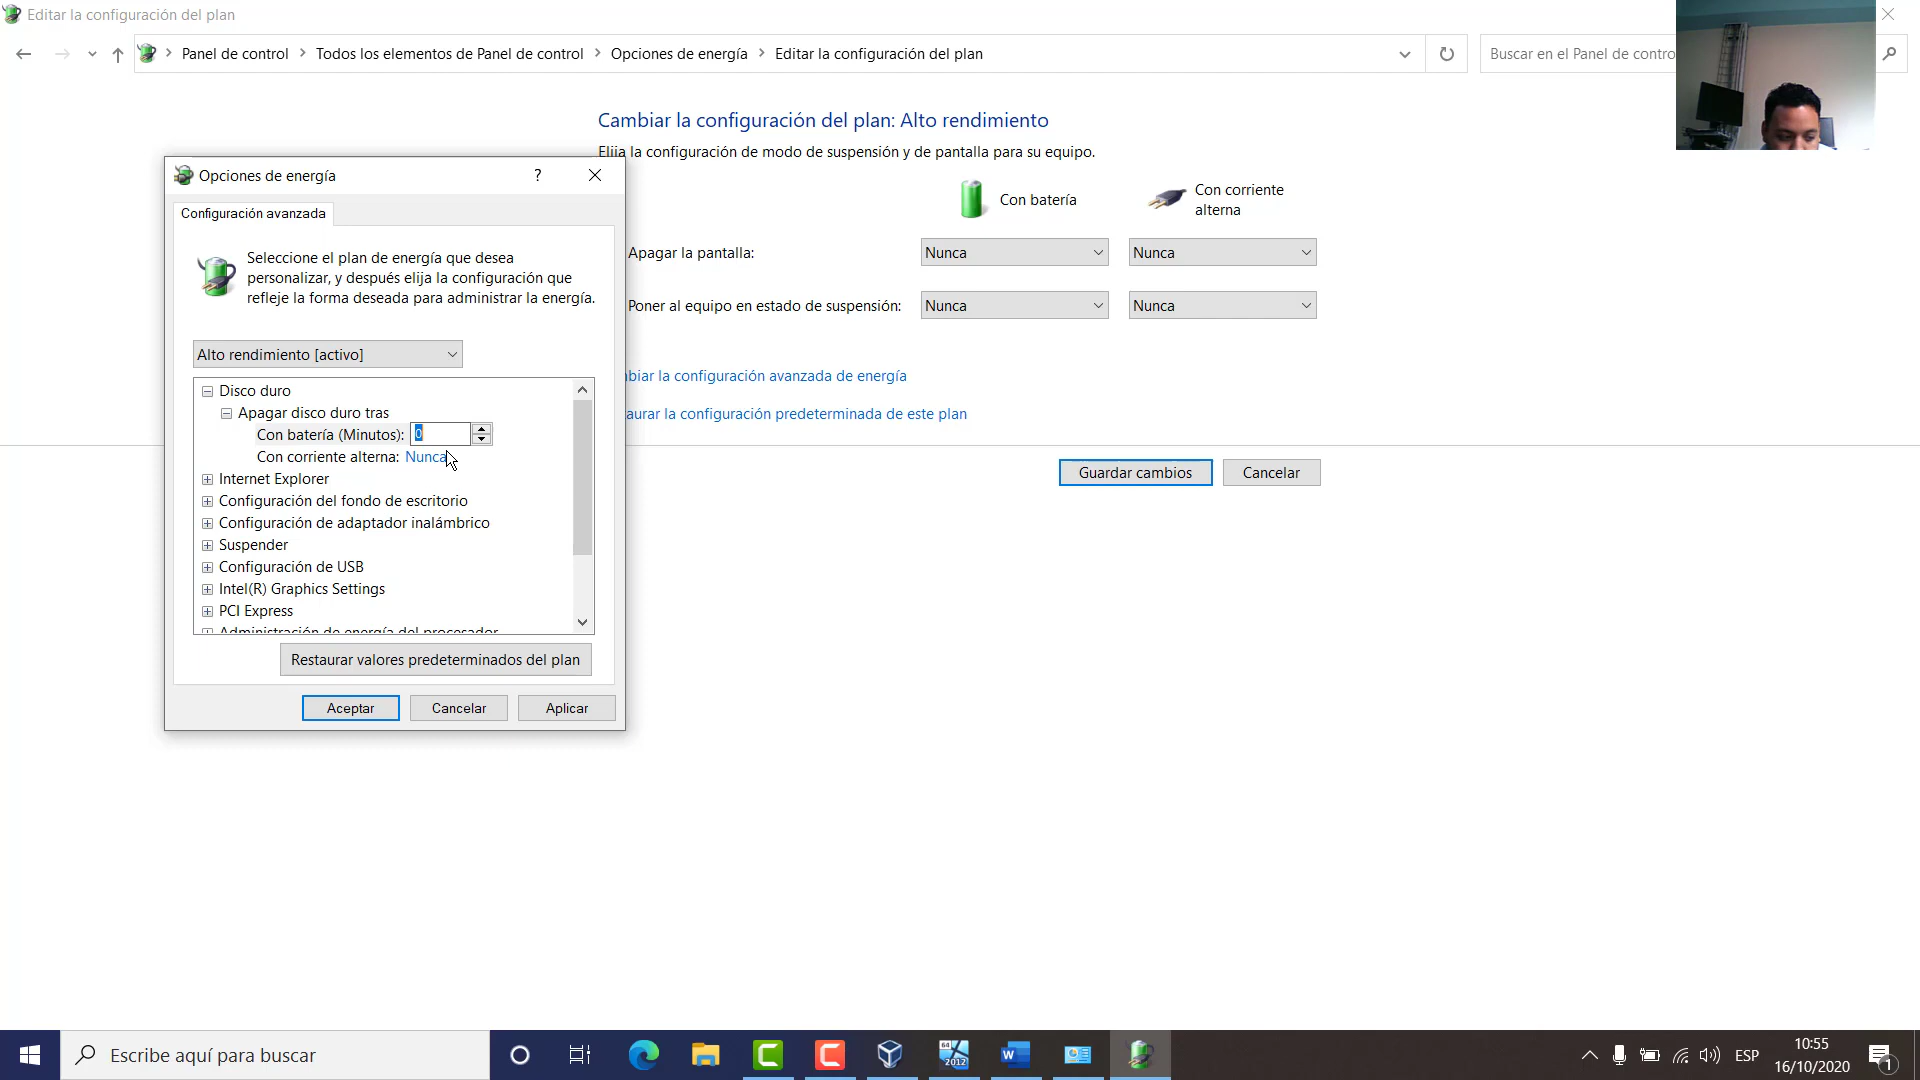 Editar la configuración del plan
Panel de control
Todos los elementos de Panel de control
Opciones de energía
Editar la configuración del plan
Buscar en el Panel de contro
Cambiar la configuración del plan: Alto rendimiento
Elija la configuración de modo de suspensión y de pantalla para su equipo.
Con batería
Con corriente
alterna
Apagar la pantalla:
Nunca
Nunca
Poner al equipo en estado de suspensión:
Nunca
Nunca
biar la configuración avanzada de energía
aurar la configuración predeterminada de este plan
Guardar cambios
Cancelar
Opciones de energía
?
Configuración avanzada
Seleccione el plan de energía que desea
personalizar, y después elija la configuración que
refleje la forma deseada para administrar la energía.
Alto rendimiento [activo]
Disco duro
Apagar disco duro tras
Con batería (Minutos): 0
Con corriente alterna: Nunca
Internet Explorer
Configuración del fondo de escritorio
Configuración de adaptador inalámbrico
Suspender
Configuración de USB
Intel(R) Graphics Settings
PCI Express
Administración de energía del procesador
Restaurar valores predeterminados del plan
Aceptar
Cancelar
Aplicar
Escribe aquí para buscar
64
2012
W
ESP
10:55
16/10/2020
1